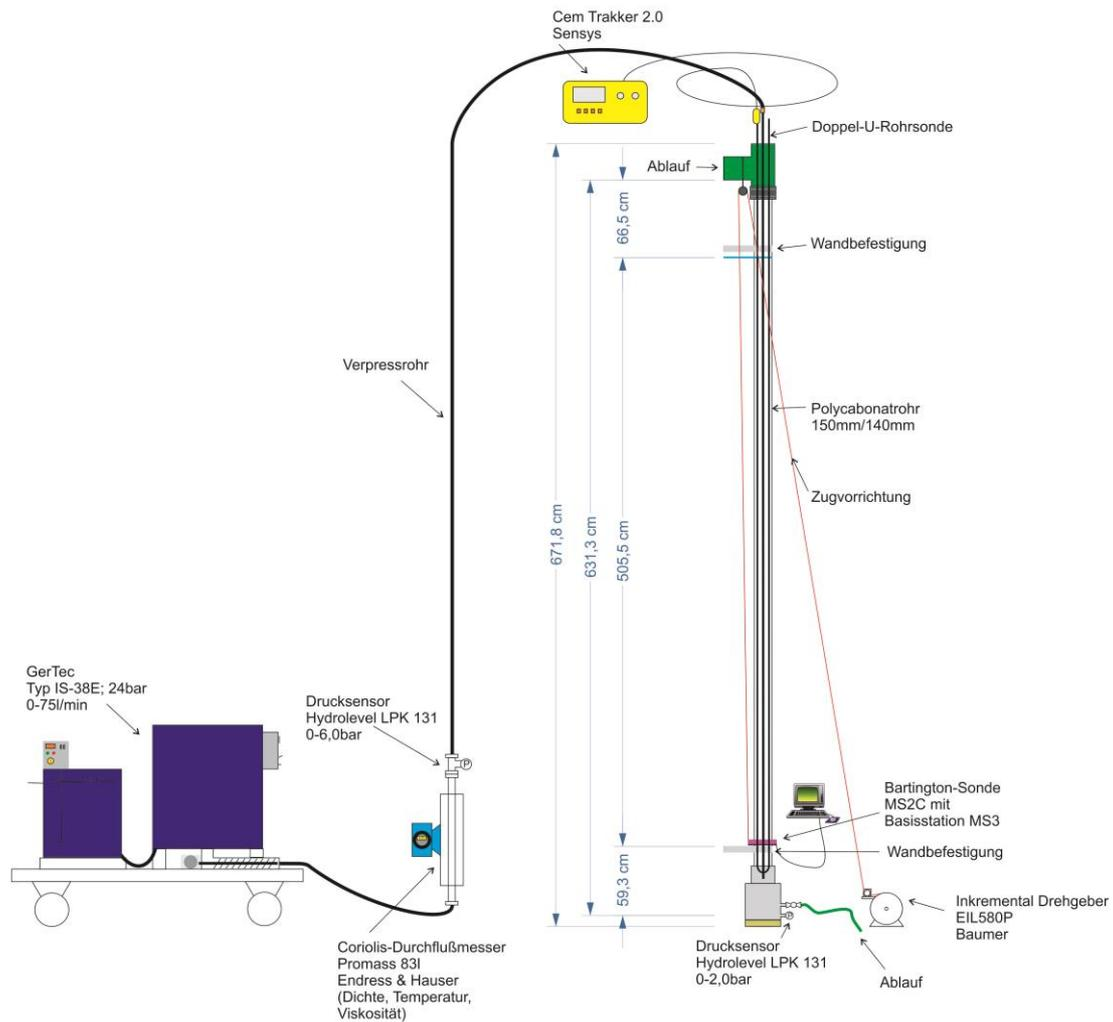 Cem Trakker 2.0
Sensys
Doppel-U-Rohrsonde
Ablauf
66,5 cm
Wandbefestigung
Verpressrohr
Polycabonatrohr
150mm/140mm
Zugvorrichtung
671,8 cm
631,3 cm
505,5 cm
GerTec
Typ IS-38E; 24bar
0-75l/min
Drucksensor
Hydrolevel LPK 131
0-6,0bar
P
Bartington-Sonde
MS2C mit
Basisstation MS3
Wandbefestigung
59,3 cm
Inkremental Drehgeber
EIL580P
Baumer
P
Coriolis-Durchflußmesser
Promass 83I
Endress & Hauser
(Dichte, Temperatur,
Viskosität)
Drucksensor
Hydrolevel LPK 131
0-2,0bar
Ablauf